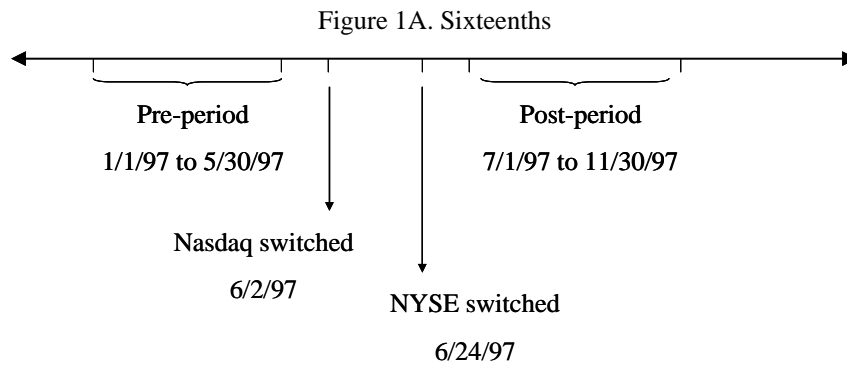 Figure 1A. Sixteenths
Pre-period
1/1/97 to 5/30/97
Post-period
7/1/97 to 11/30/97
Nasdaq switched
6/2/97
NYSE switched
6/24/97